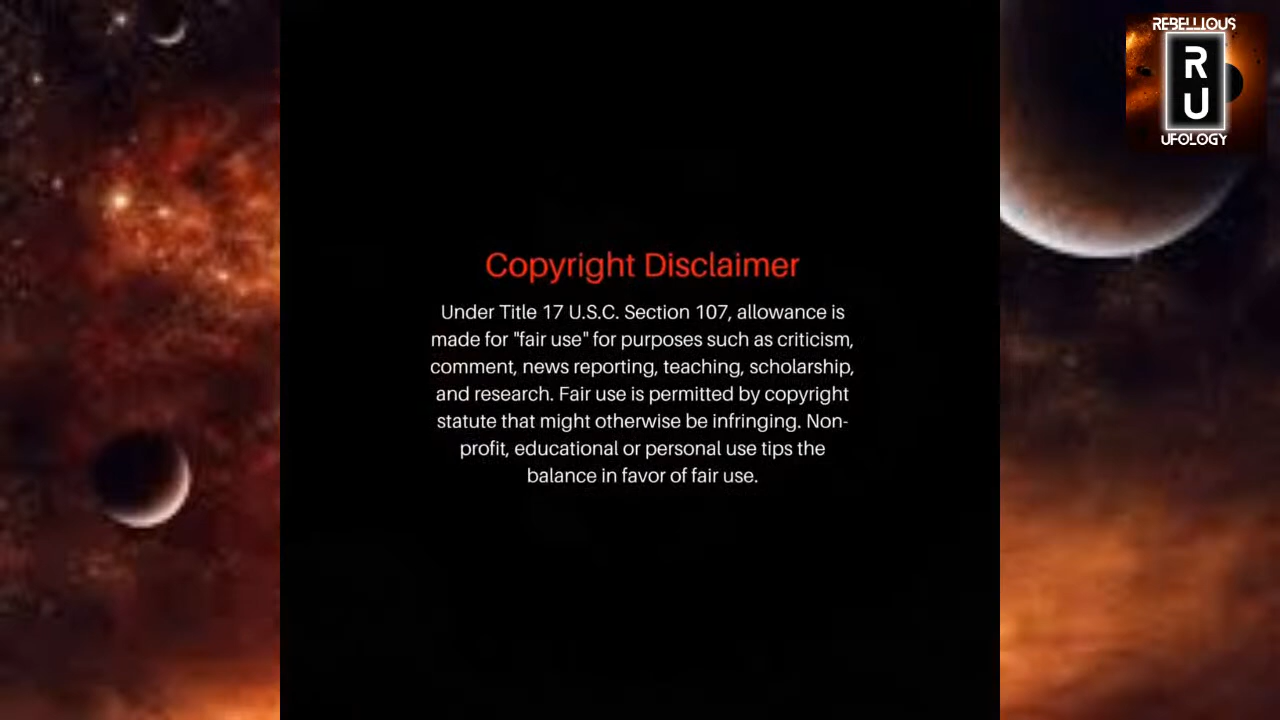 REBELLIOUS
R
U
UFOLOGY
Copyright Disclaimer
Under Title 17 U.S.C. Section 107, allowance is
made for "fair use" for purposes such as criticism,
comment, news reporting, teaching, scholarship,
and research. Fair use is permitted by copyright
statute that might otherwise be infringing. Non-
profit, educational or personal use tips the
balance in favor of fair use.